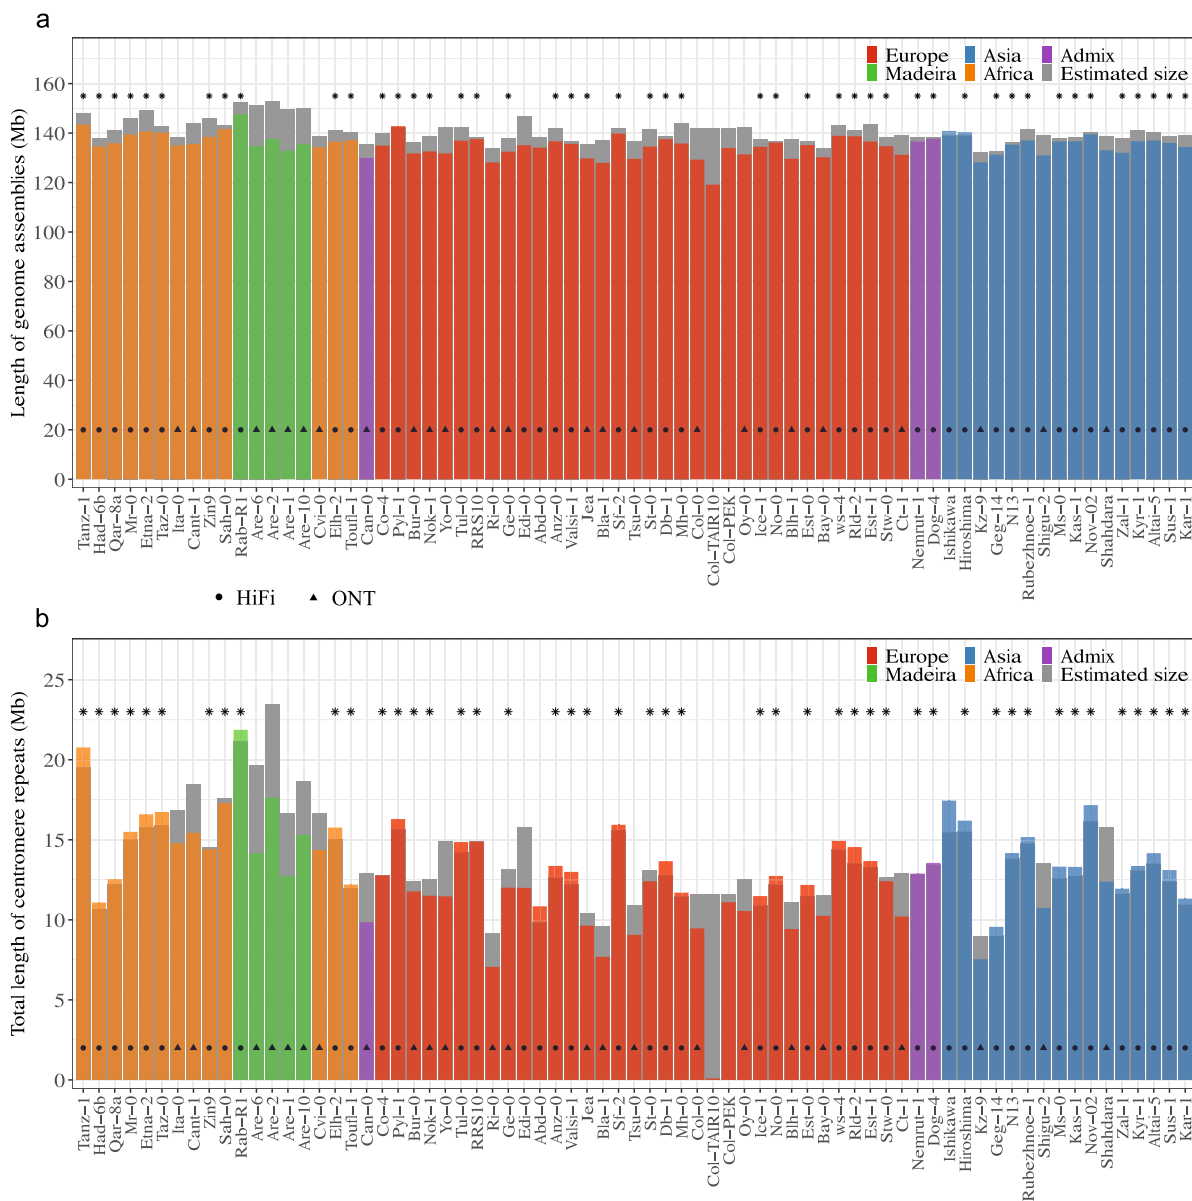 a
Europe Asia Admix
Madeira Africa Estimated size
Length of genome assemblies (Mb)
160
140
120
100
80
60
40
20
0
Tanz−1 Had−6b Qar−8a Mr−0 Etna−2 Taz−0 Ita−0 Cant−1 Zin9 Sah−0 Rab−R1 Are−6 Are−2 Are−1 Are−10 Cvi−0 Elh−2 Toufl−1 Can−0 Co−4 Pyl−1 Bur−0 Nok−1 Yo−0 Tul−0 RRS10 Ri−0 Ge−0 Edi−0 Abd−0 Anz−0 Valsi−1 Jea Bla−1 Sf−2 Tsu−0 St−0 Db−1 Mh−0 Col−0 Col−TAIR10 Col−PEK Oy−0 Ice−1 No−0 Blh−1 Est−0 Bay−0 ws−4 Rld−2 Est−1 Stw−0 Ct−1 Nemrut−1 Dog−4 Ishikawa Hiroshima Kz−9 Geg−14 N13 Rubezhnoe−1 Shigu−2 Ms−0 Kas−1 Nov−02 Shahdara Zal−1 Kyr−1 Altai−5 Sus−1 Kar−1
HiFi ONT
b
Europe Asia Admix
Madeira Africa Estimated size
Total length of centromere repeats (Mb)
25
20
15
10
5
0
Tanz−1 Had−6b Qar−8a Mr−0 Etna−2 Taz−0 Ita−0 Cant−1 Zin9 Sah−0 Rab−R1 Are−6 Are−2 Are−1 Are−10 Cvi−0 Elh−2 Toufl−1 Can−0 Co−4 Pyl−1 Bur−0 Nok−1 Yo−0 Tul−0 RRS10 Ri−0 Ge−0 Edi−0 Abd−0 Anz−0 Valsi−1 Jea Bla−1 Sf−2 Tsu−0 St−0 Db−1 Mh−0 Col−0 Col−TAIR10 Col−PEK Oy−0 Ice−1 No−0 Blh−1 Est−0 Bay−0 ws−4 Rld−2 Est−1 Stw−0 Ct−1 Nemrut−1 Dog−4 Ishikawa Hiroshima Kz−9 Geg−14 N13 Rubezhnoe−1 Shigu−2 Ms−0 Kas−1 Nov−02 Shahdara Zal−1 Kyr−1 Altai−5 Sus−1 Kar−1